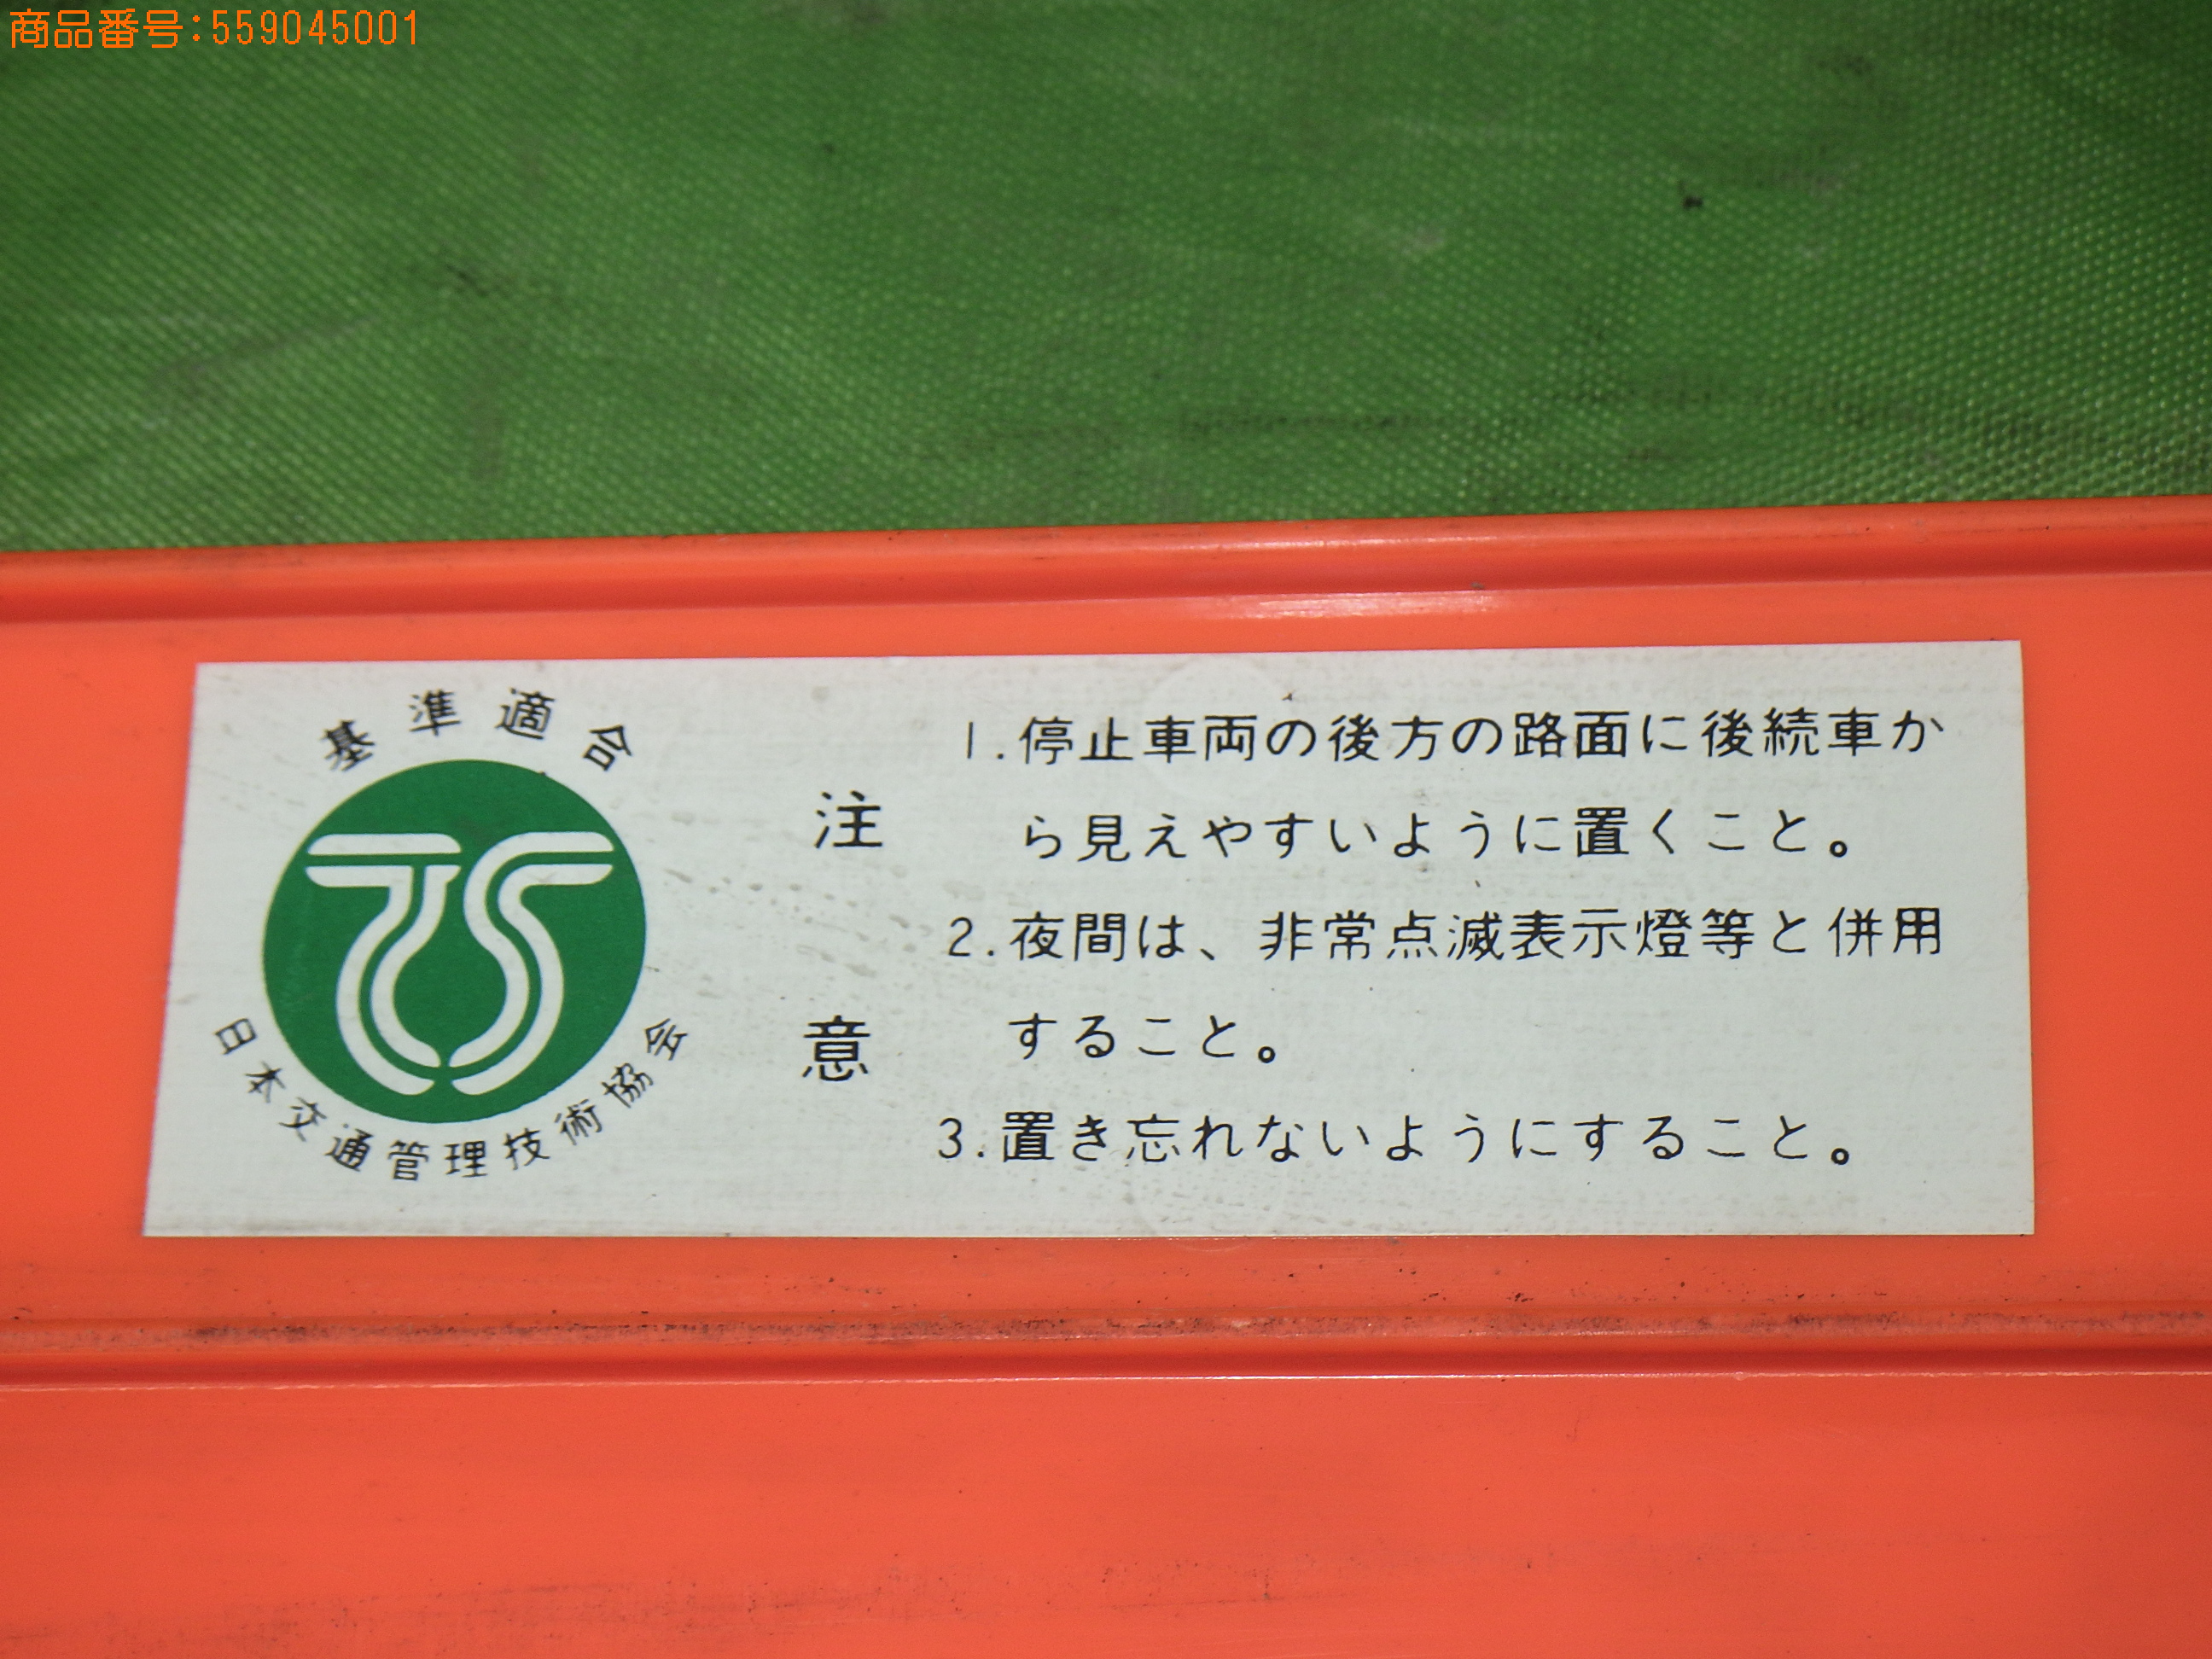 商品番号:559045001
基準適合
日本交通管理技術協会
注意
1.停止車両の後方の路面に後続車か
ら見えやすいように置くこと。
2.夜間は、非常点滅表示燈等と併用
すること。
3.置き忘れないようにすること。